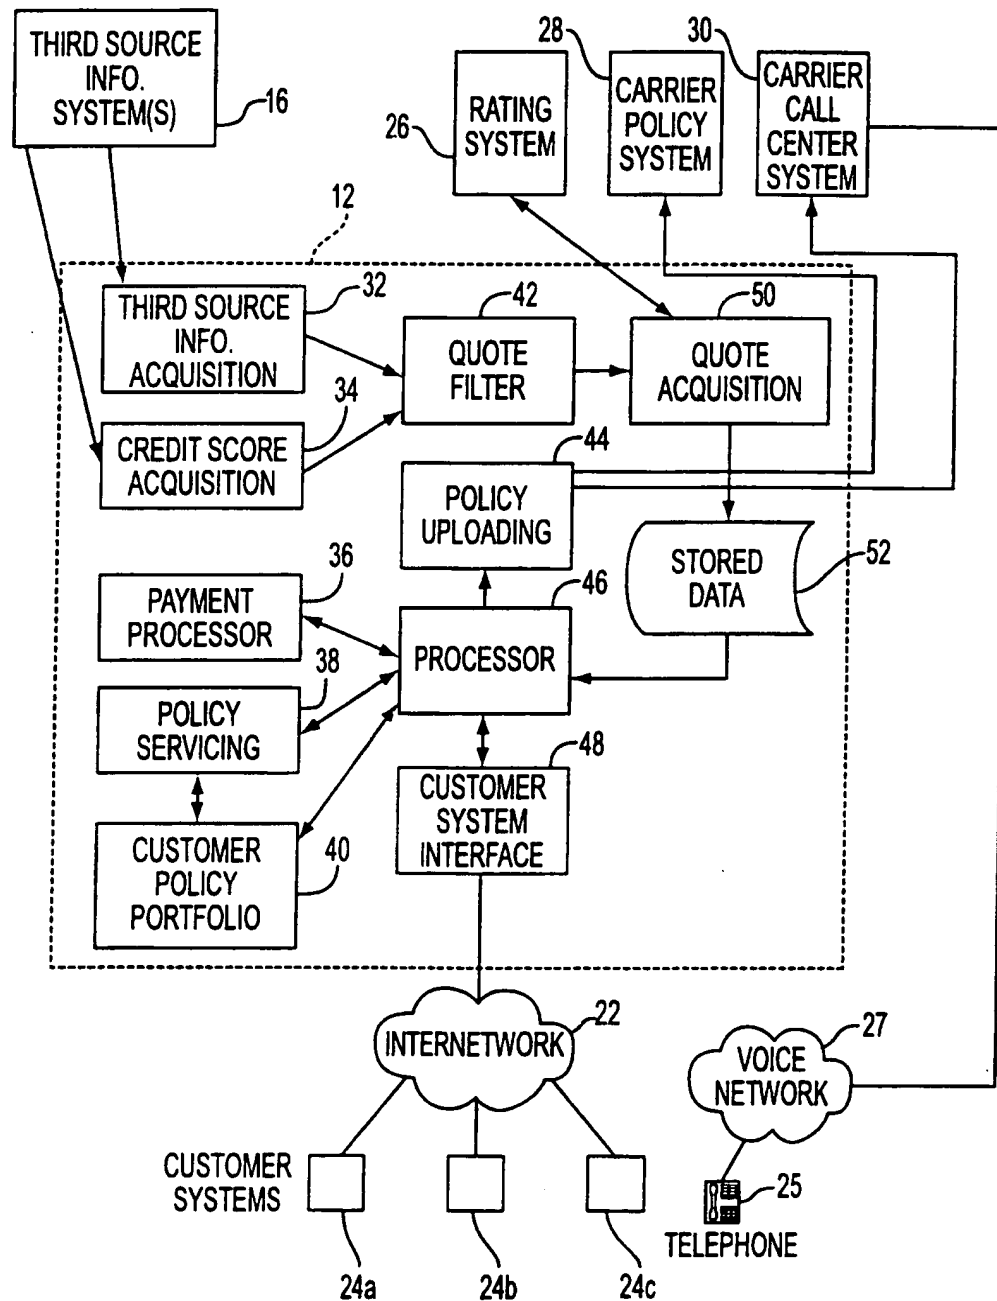 THIRD SOURCE
INFO.
SYSTEM(S)
16
RATING
SYSTEM
26
28
CARRIER
POLICY
SYSTEM
30
CARRIER
CALL
CENTER
SYSTEM
12
THIRD SOURCE
INFO.
ACQUISITION
32
42
QUOTE
FILTER
50
QUOTE
ACQUISITION
34
CREDIT SCORE
ACQUISITION
44
POLICY
UPLOADING
STORED
DATA
52
36
PAYMENT
PROCESSOR
46
PROCESSOR
38
POLICY
SERVICING
48
CUSTOMER
SYSTEM
INTERFACE
CUSTOMER
POLICY
PORTFOLIO
40
INTERNETWORK
22
27
VOICE
NETWORK
CUSTOMER
SYSTEMS
24a
24b
24c
25
TELEPHONE